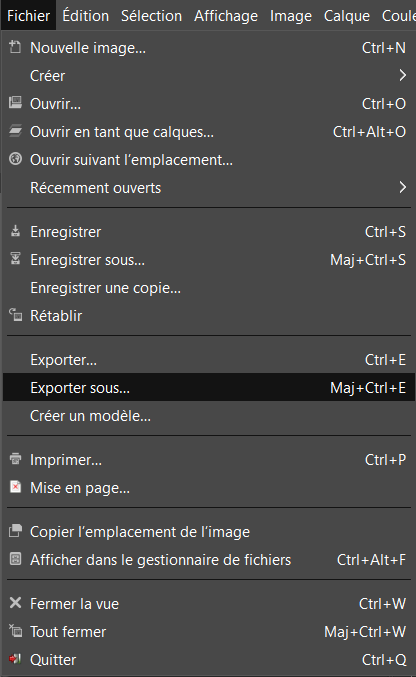 Fichier Édition Sélection Affichage Image Calque Coule
Nouvelle image... Ctrl+N
Créer
Ouvrir... Ctrl+O
Ouvrir en tant que calques... Ctrl+Alt+O
Ouvrir suivant l'emplacement...
Récemment ouverts
Enregistrer Ctrl+S
Enregistrer sous... Maj+Ctrl+S
Enregistrer une copie...
Rétablir
Exporter... Ctrl+E
Exporter sous... Maj+Ctrl+E
Créer un modèle...
Imprimer... Ctrl+P
Mise en page...
Copier l'emplacement de l'image
Afficher dans le gestionnaire de fichiers Ctrl+Alt+F
Fermer la vue Ctrl+W
Tout fermer Maj+Ctrl+W
Quitter Ctrl+Q